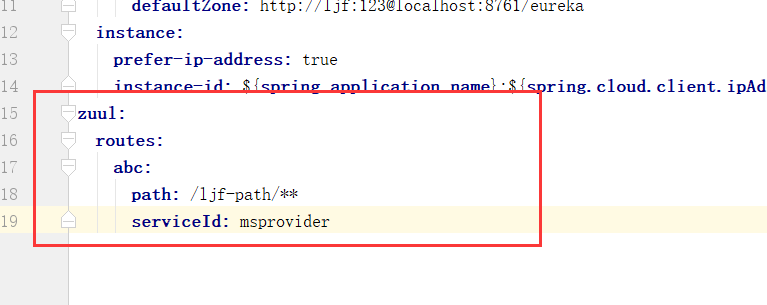 11 defaultZone: http://ljf:123@localhost:8761/eureka
12 instance:
13 prefer-ip-address: true
14 instance-id: ${spring.application.name}:${spring.cloud.client.ipAd
15 zuul:
16 routes:
17 abc:
18 path: /ljf-path/**
19 serviceId: msprovider